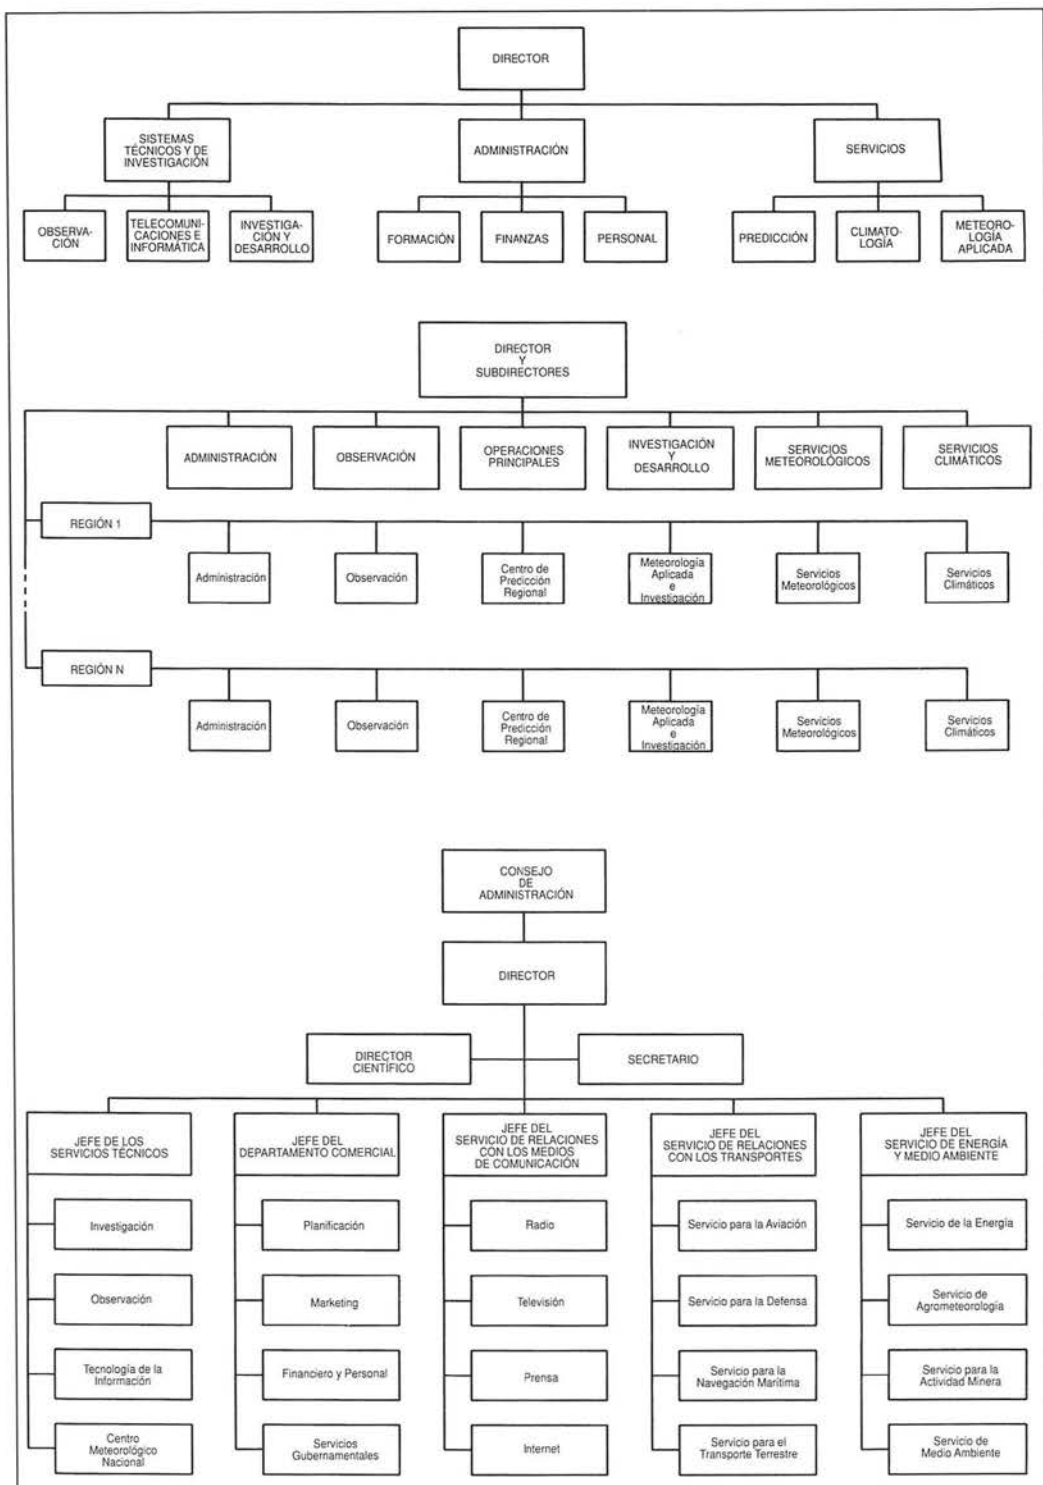 DIRECTOR
SISTEMAS
TÉCNICOS Y DE
INVESTIGACIÓN
ADMINISTRACIÓN
SERVICIOS
OBSERVA-
CIÓN
TELECOMUNI-
CACIONES E
INFORMÁTICA
INVESTIGA-
CIÓN Y
DESARROLLO
FORMACIÓN
FINANZAS
PERSONAL
PREDICCIÓN
CLIMATO-
LOGÍA
METEORO-
LOGÍA
APLICADA
DIRECTOR
Y
SUBDIRECTORES
ADMINISTRACIÓN
OBSERVACIÓN
OPERACIONES
PRINCIPALES
INVESTIGACIÓN
Y
DESARROLLO
SERVICIOS
METEOROLÓGICOS
SERVICIOS
CLIMÁTICOS
REGIÓN 1
Administración
Observación
Centro de
Predicción
Regional
Meteorología
Aplicada
e
Investigación
Servicios
Meteorológicos
Servicios
Climáticos
REGIÓN N
Administración
Observación
Centro de
Predicción
Regional
Meteorología
Aplicada
e
Investigación
Servicios
Meteorológicos
Servicios
Climáticos
CONSEJO
DE
ADMINISTRACIÓN
DIRECTOR
DIRECTOR
CIENTÍFICO
SECRETARIO
JEFE DE LOS
SERVICIOS TÉCNICOS
JEFE DEL
DEPARTAMENTO COMERCIAL
JEFE DEL
SERVICIO DE RELACIONES
CON LOS MEDIOS
DE COMUNICACIÓN
JEFE DEL
SERVICIO DE RELACIONES
CON LOS TRANSPORTES
JEFE DEL
SERVICIO DE ENERGÍA
Y MEDIO AMBIENTE
Investigación
Planificación
Radio
Servicio para la Aviación
Servicio de la Energía
Observación
Marketing
Televisión
Servicio para la Defensa
Servicio de
Agrometeorología
Tecnología de la
Información
Financiero y Personal
Prensa
Servicio para la
Navegación Marítima
Servicio para la
Actividad Minera
Centro
Meteorológico
Nacional
Servicios
Gubernamentales
Internet
Servicio para el
Transporte Terrestre
Servicio de
Medio Ambiente